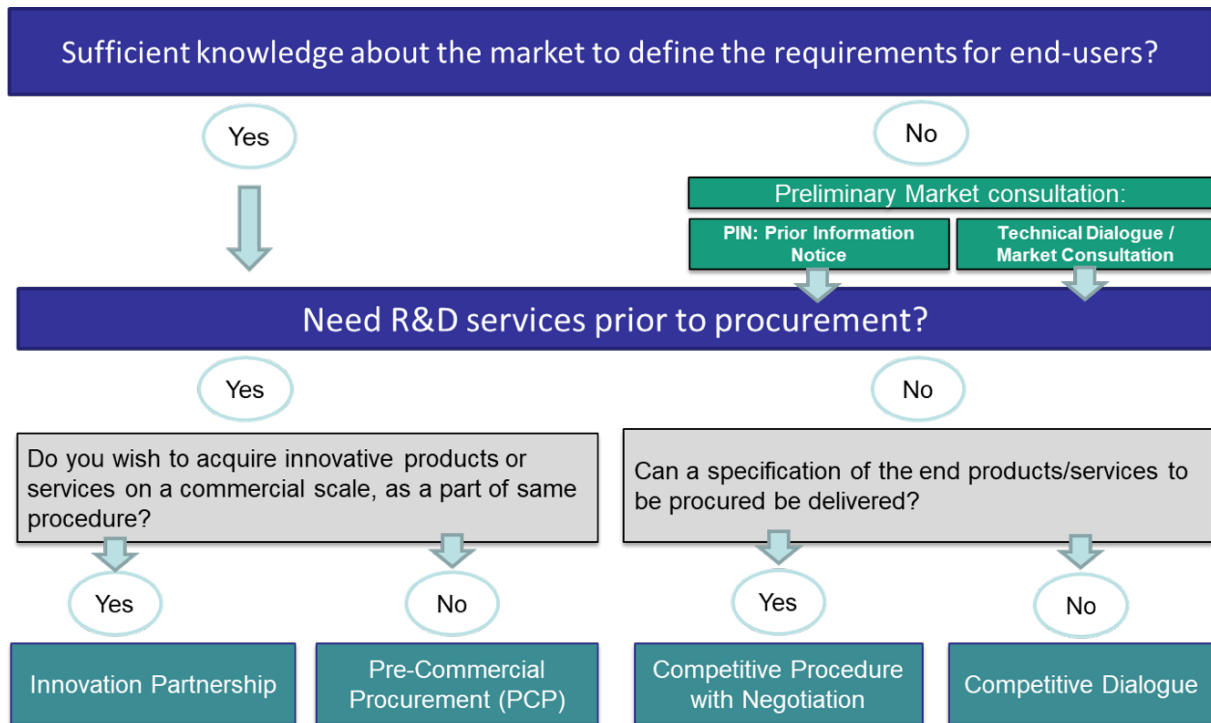 Sufficient knowledge about the market to define the requirements for end-users?
Yes
No
Preliminary Market consultation:
PIN: Prior Information
Notice
Technical Dialogue /
Market Consultation
Need R&D services prior to procurement?
Yes
No
Do you wish to acquire innovative products or
services on a commercial scale, as a part of same
procedure?
Can a specification of the end products/services to
be procured be delivered?
Yes
No
Yes
No
Innovation Partnership
Pre-Commercial
Procurement (PCP)
Competitive Procedure
with Negotiation
Competitive Dialogue